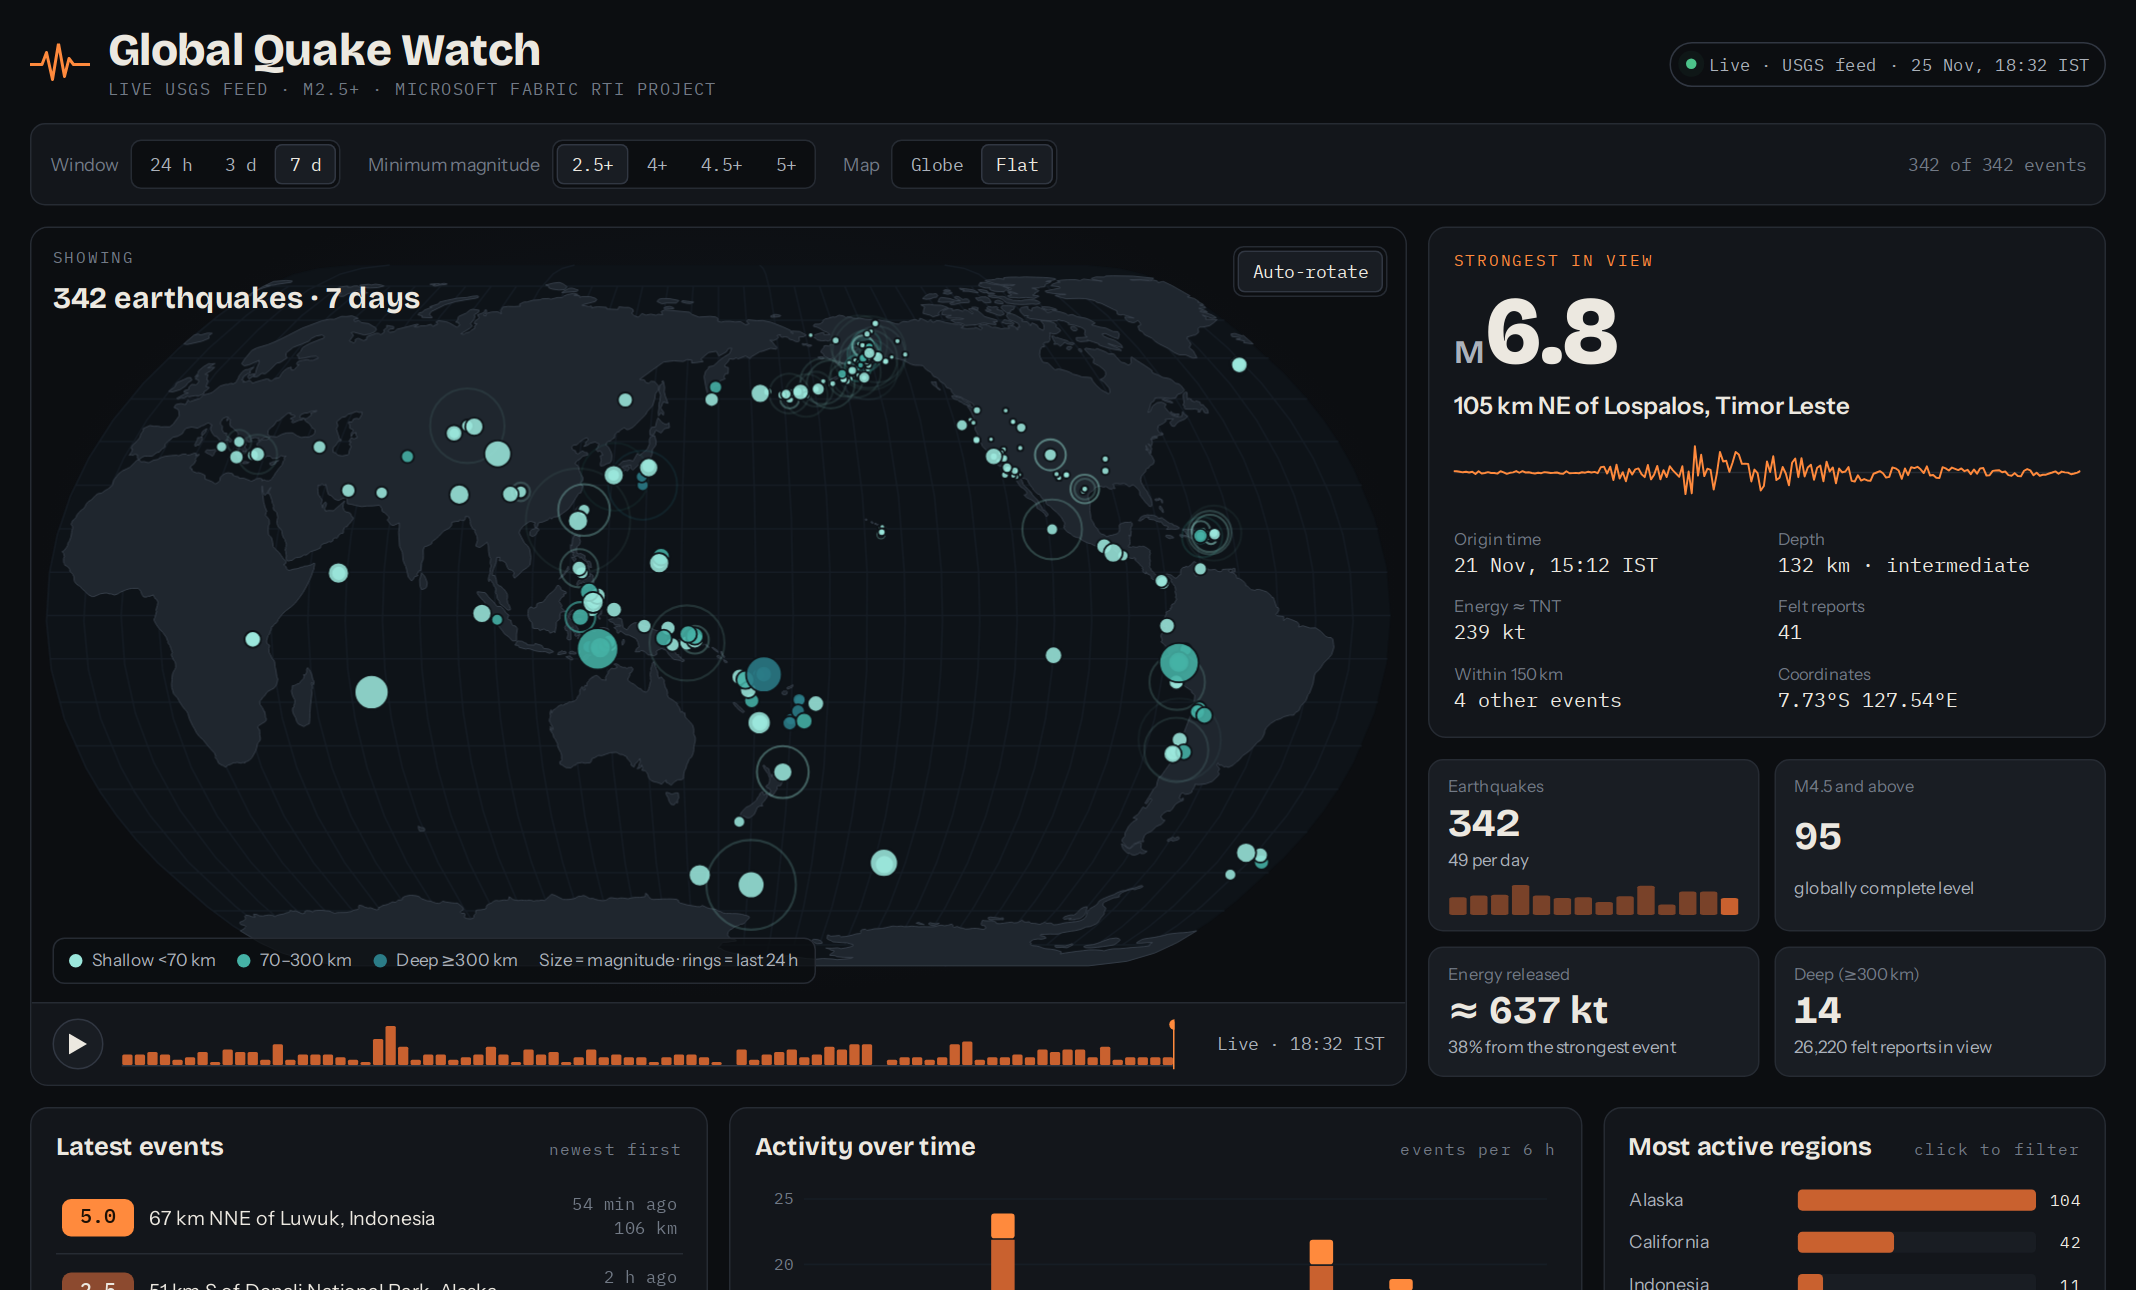 Global Quake Watch
LIVE USGS FEED · M2.5+ · MICROSOFT FABRIC RTI PROJECT
Live · USGS feed · 25 Nov, 18:32 IST
Window 24 h 3 d 7 d Minimum magnitude 2.5+ 4+ 4.5+ 5+ Map Globe Flat 342 of 342 events
SHOWING
342 earthquakes · 7 days
Auto-rotate
Shallow <70 km 70–300 km Deep ≥300 km Size = magnitude · rings = last 24 h
Live · 18:32 IST
STRONGEST IN VIEW
M6.8
105 km NE of Lospalos, Timor Leste
Origin time Depth
21 Nov, 15:12 IST 132 km · intermediate
Energy ≈ TNT Felt reports
239 kt 41
Within 150 km Coordinates
4 other events 7.73°S 127.54°E
Earthquakes
342
49 per day
M4.5 and above
95
globally complete level
Energy released
≈ 637 kt
38% from the strongest event
Deep (≥300 km)
14
26,220 felt reports in view
Latest events newest first
5.0 67 km NNE of Luwuk, Indonesia 54 min ago
106 km
51 km S of Denali National Park, Alaska 2 h ago
Activity over time events per 6 h
25
20
Most active regions click to filter
Alaska 104
California 42
Indonesia 11